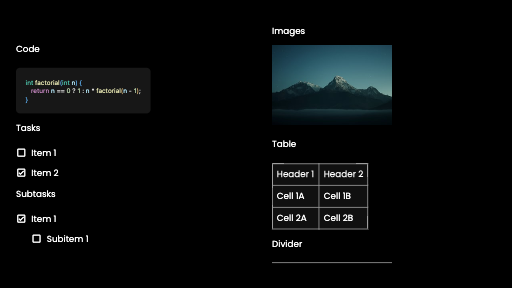 Code
int factorial(int n) {
return n == 0 ? 1 : n * factorial(n - 1);
}
Tasks
Item 1
Item 2
Subtasks
Item 1
Subitem 1
Images
Table
Header 1 Header 2
Cell 1A Cell 1B
Cell 2A Cell 2B
Divider